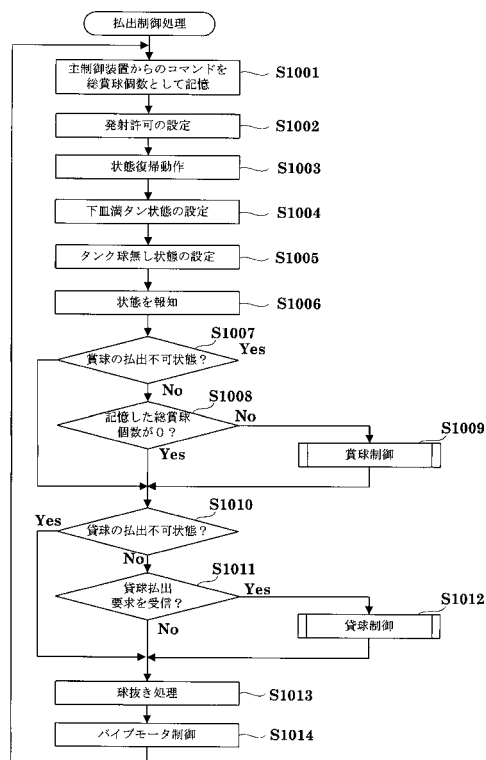 払出制御処理
主制御装置からのコマンドを
総賞球個数として記憶
S1001
発射許可の設定
S1002
状態復帰動作
S1003
下皿満タン状態の設定
S1004
タンク球無し状態の設定
S1005
状態を報知
S1006
S1007
賞球の払出不可状態？
Yes
No
S1008
記憶した総賞球
個数が０？
No
Yes
S1009
賞球制御
S1010
Yes
貸球の払出不可状態？
No
S1011
貸球払出
要求を受信？
Yes
No
S1012
貸球制御
球抜き処理
S1013
バイブモータ制御
S1014